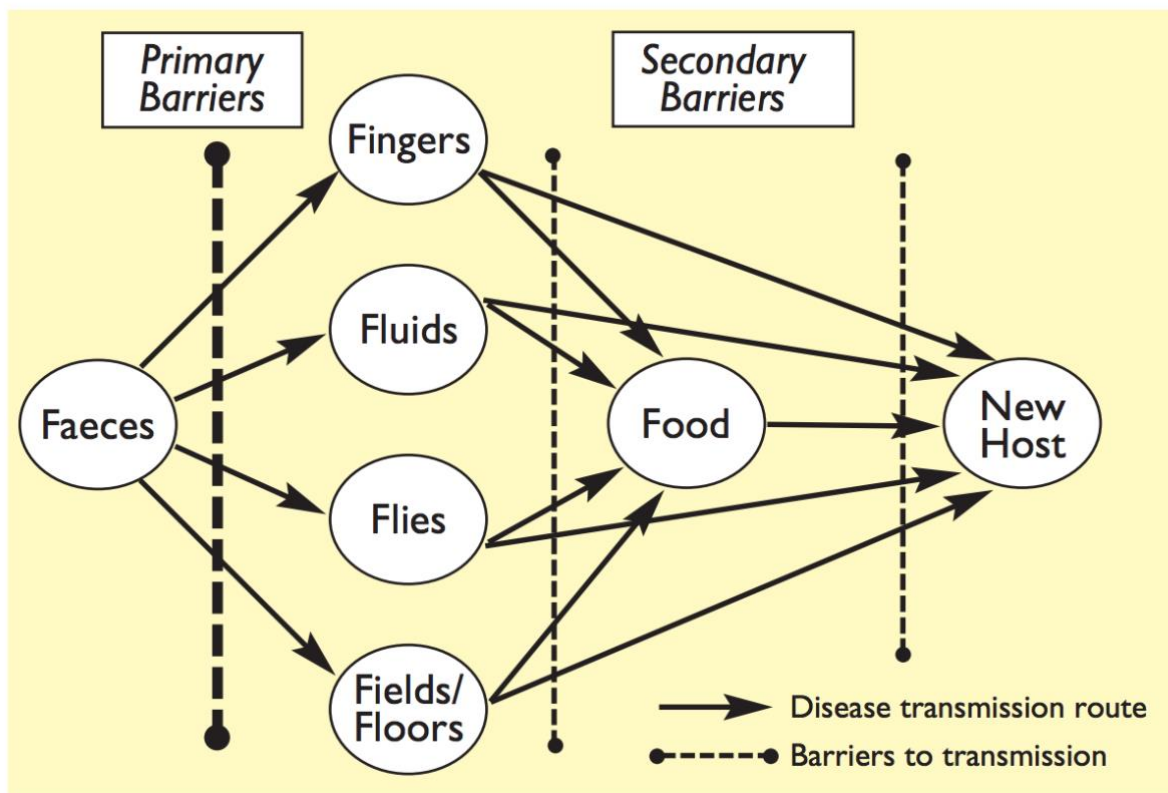 Primary
Barriers
Secondary
Barriers
Fingers
Fluids
Faeces
Food
New
Host
Flies
Fields/
Floors
Disease transmission route
Barriers to transmission